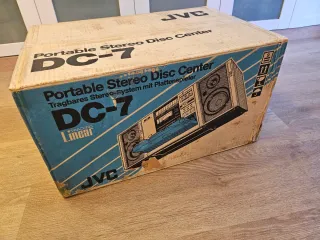 JVC
Portable Stereo Disc Center
DC-7
Portable Stereo Disc Center
Tragbares Stereo-system mit Plattenspieler
DC-7
Linear
JVC